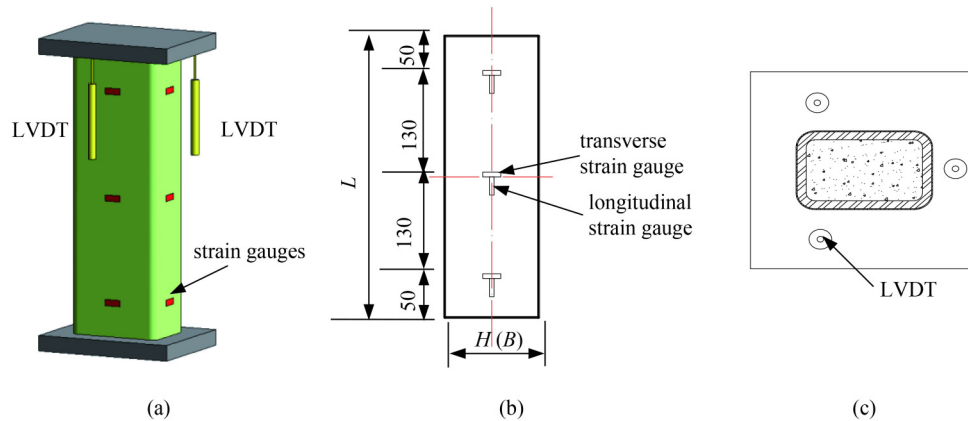 LVDT
LVDT
strain gauges
(a)
50
130
L
130
50
transverse
strain gauge
longitudinal
strain gauge
H (B)
(b)
LVDT
(c)